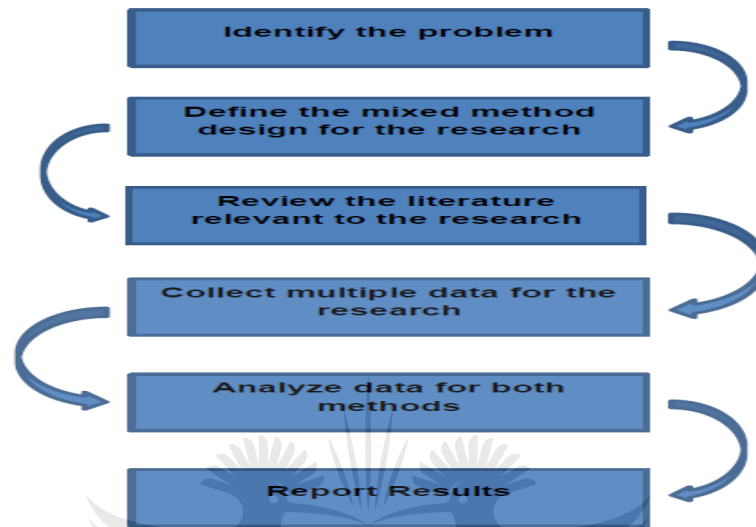 Identify the problem
Define the mixed method
design for the research
Review the literature
relevant to the research
Collect multiple data for the
research
Analyze data for both
methods
Report Results